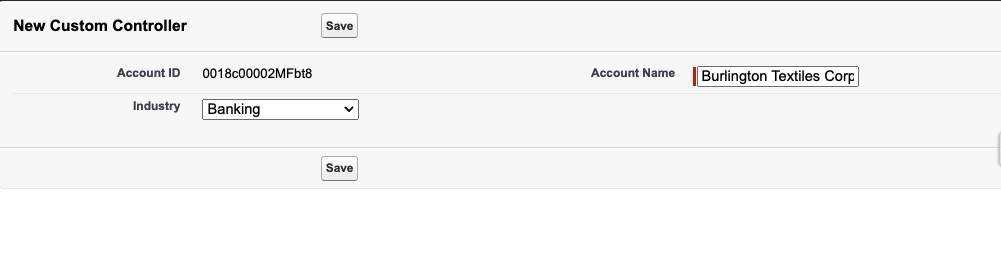 New Custom Controller Save
Account ID 0018c00002MFbt8 Account Name Burlington Textiles Corp
Industry Banking
Save